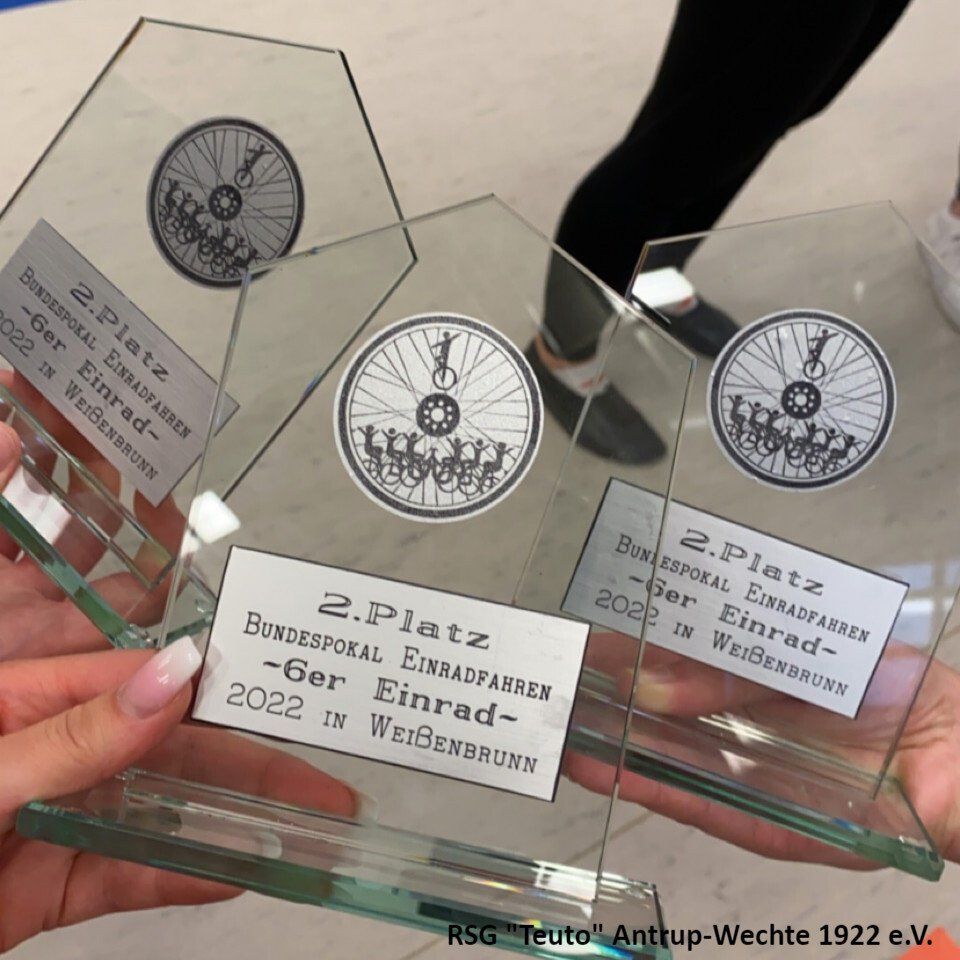 2.Platz
Bundespokal Einradfahren
~6er Einrad~
2022 in Weißenbrunn
2.Platz
Bundespokal Einradfahren
~6er Einrad~
2022 in Weißenbrunn
2.Platz
Bundespokal Einradfahren
~6er Einrad~
2022 in Weißenbrunn
RSG "Teuto" Antrup-Wechte 1922 e.V.